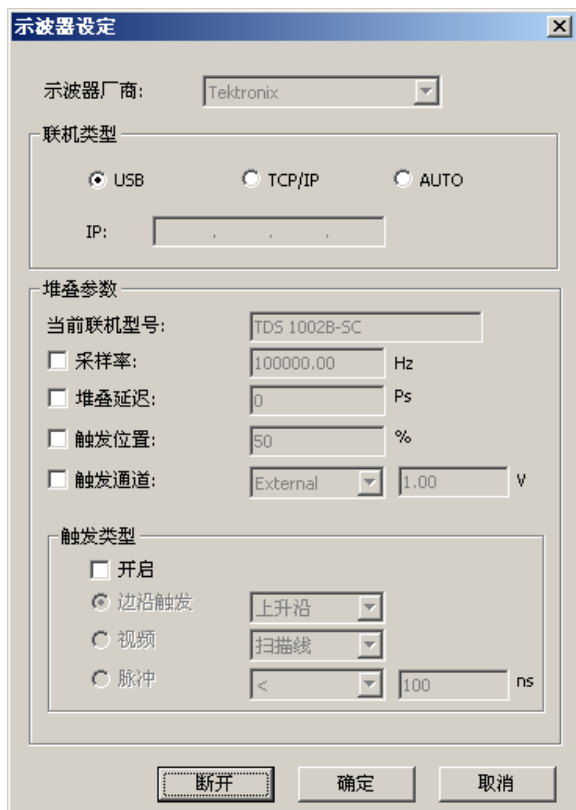 示波器设定
示波器厂商: Tektronix
联机类型
USB TCP/IP AUTO
IP: . . .
堆叠参数
当前联机型号: TDS 1002B-SC
采样率: 100000.00 Hz
堆叠延迟: 0 Ps
触发位置: 50 %
触发通道: External 1.00 V
触发类型
开启
边沿触发 上升沿
视频 扫描线
脉冲 < 100 ns
断开 确定 取消